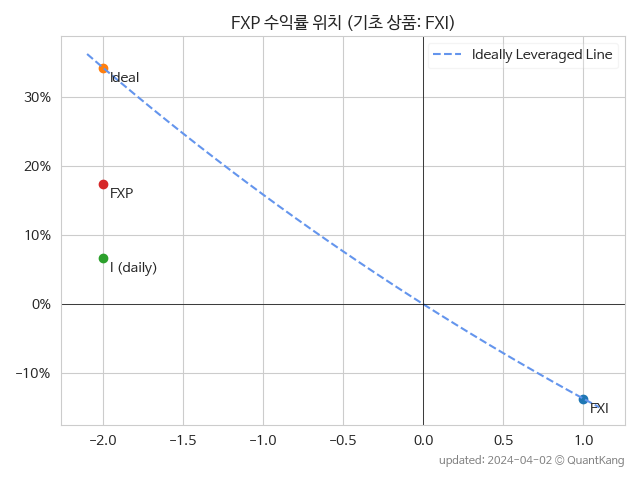 FXP 수익률 위치 (기초 상품: FXI)
Ideally Leveraged Line
Ideal
30%
20%
FXP
10%
I (daily)
0%
−10%
FXI
−2.0 −1.5 −1.0 −0.5 0.0 0.5 1.0
updated: 2024-04-02 © QuantKang